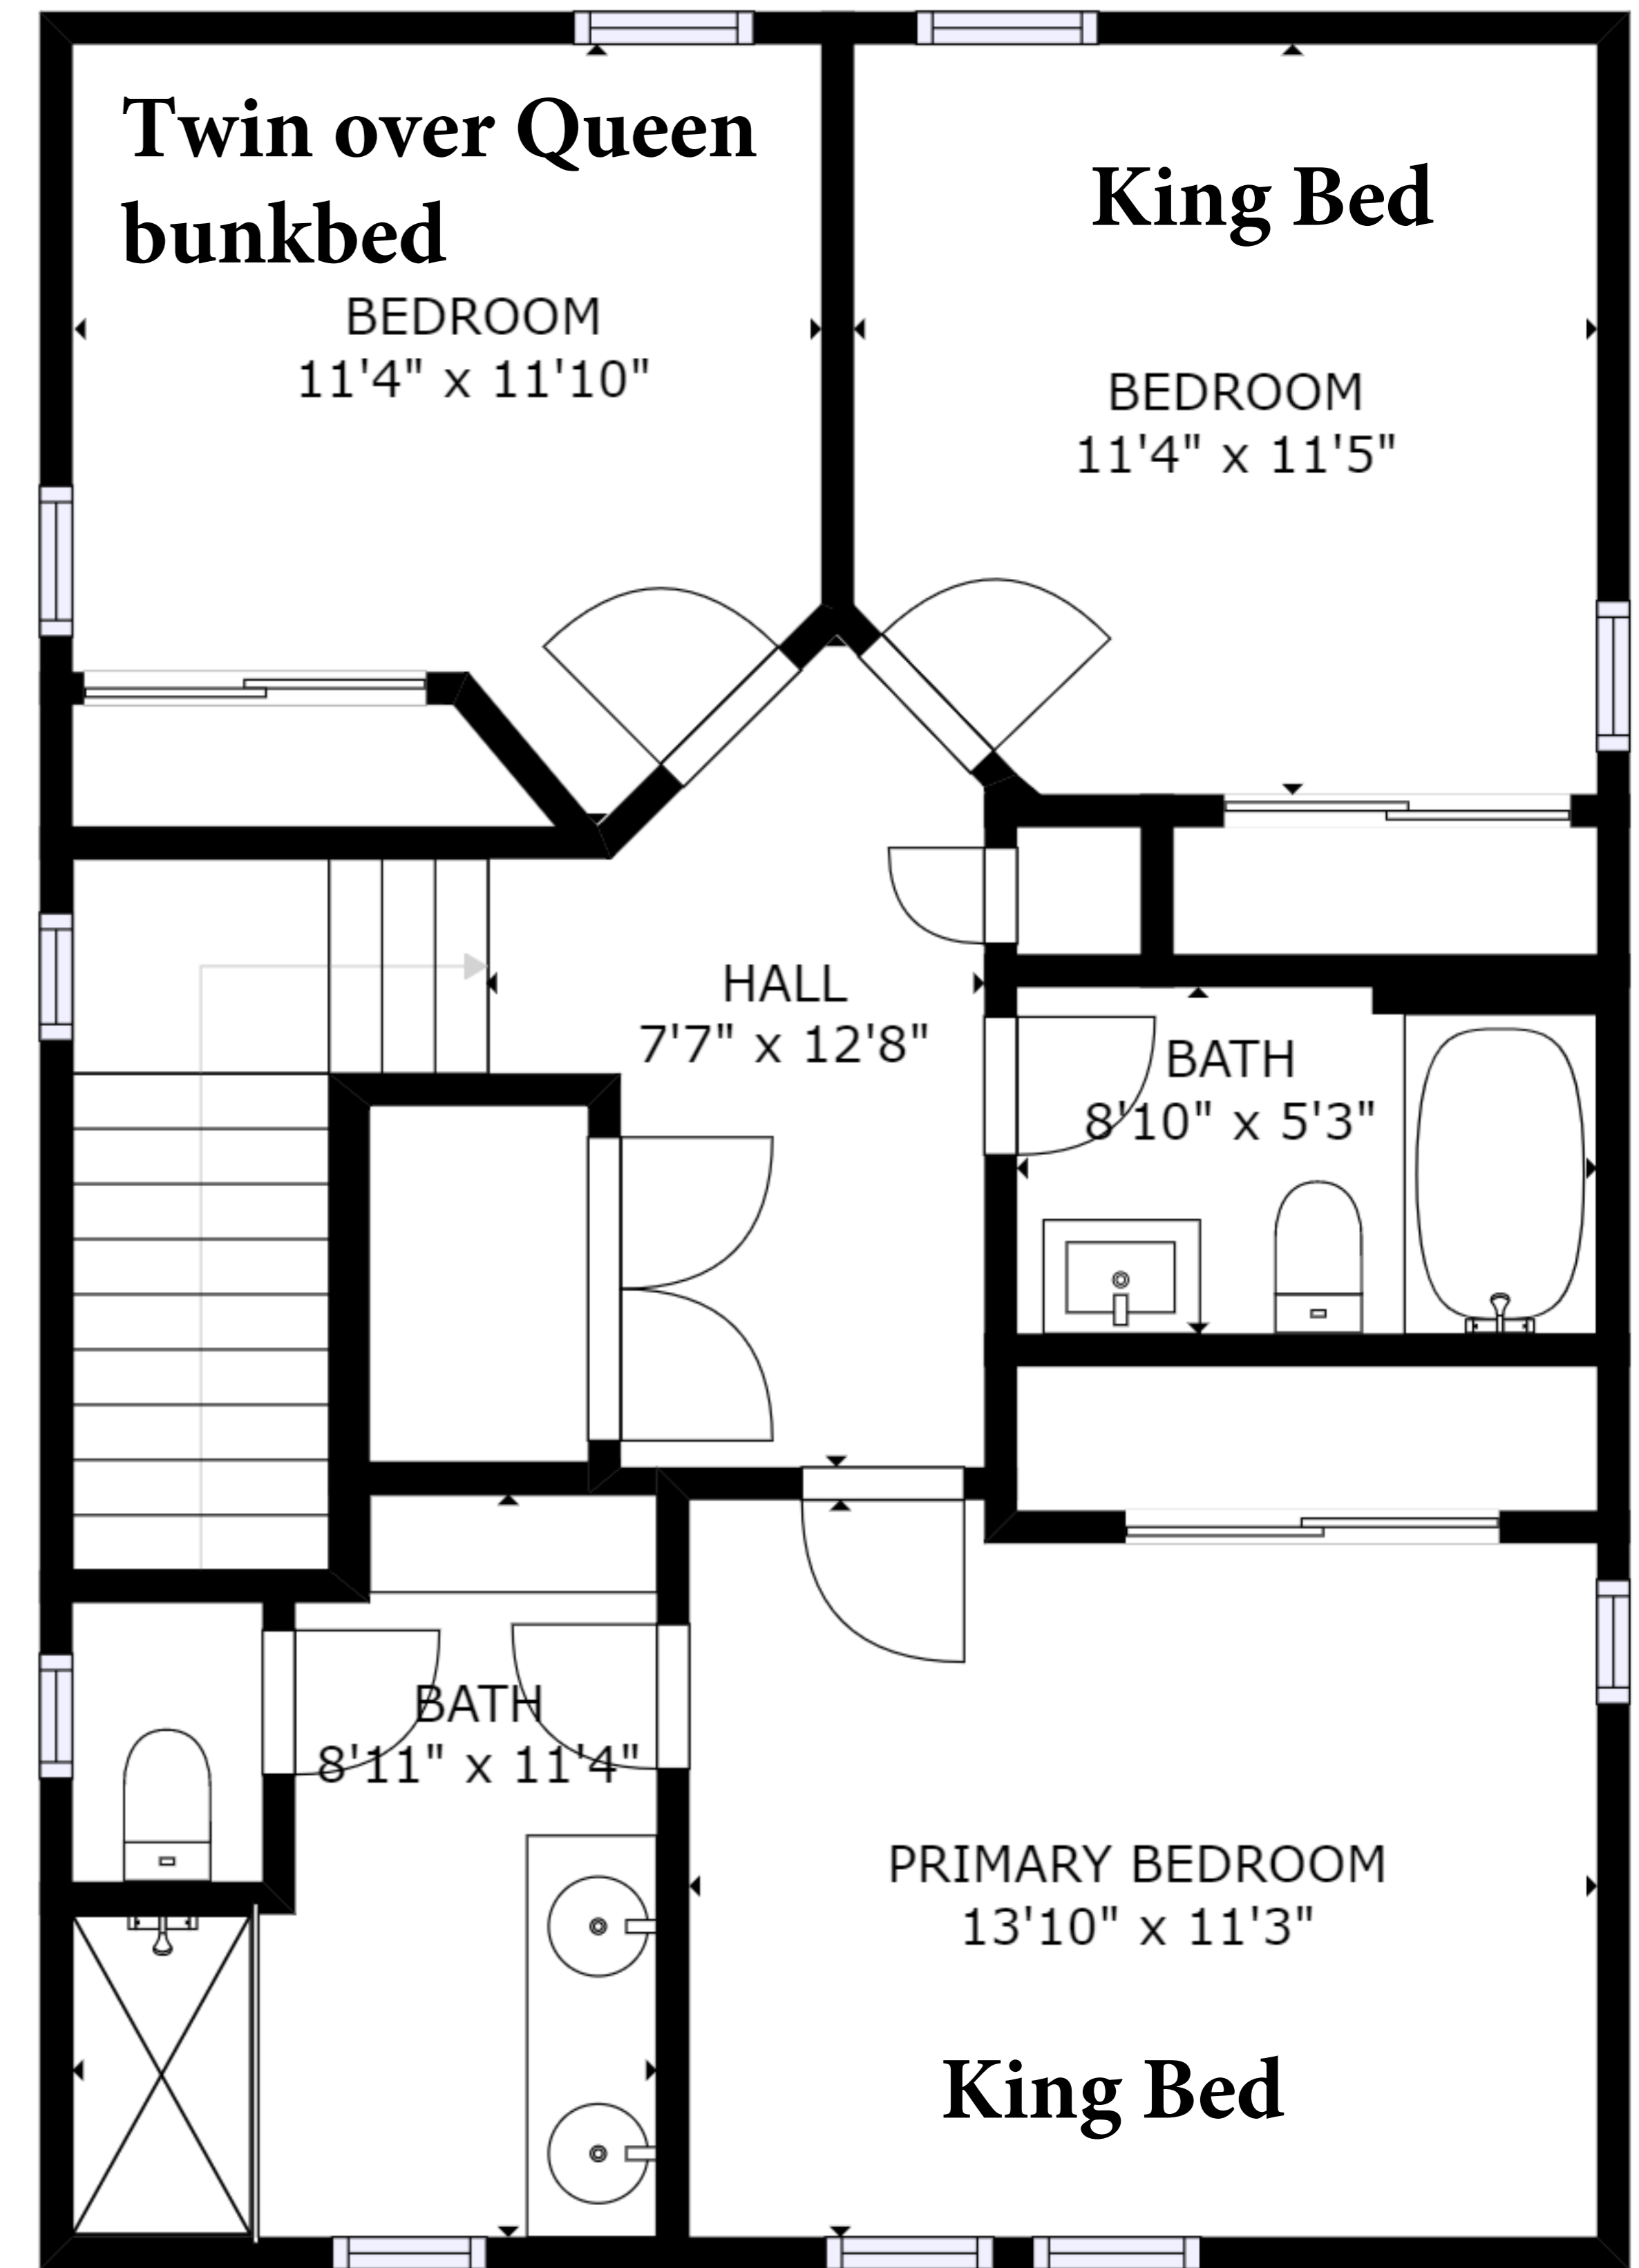 Twin over Queen
bunkbed
BEDROOM
11'4" x 11'10"
King Bed
BEDROOM
11'4" x 11'5"
HALL
7'7" x 12'8"
BATH
8'10" x 5'3"
BATH
8'11" x 11'4"
PRIMARY BEDROOM
13'10" x 11'3"
King Bed